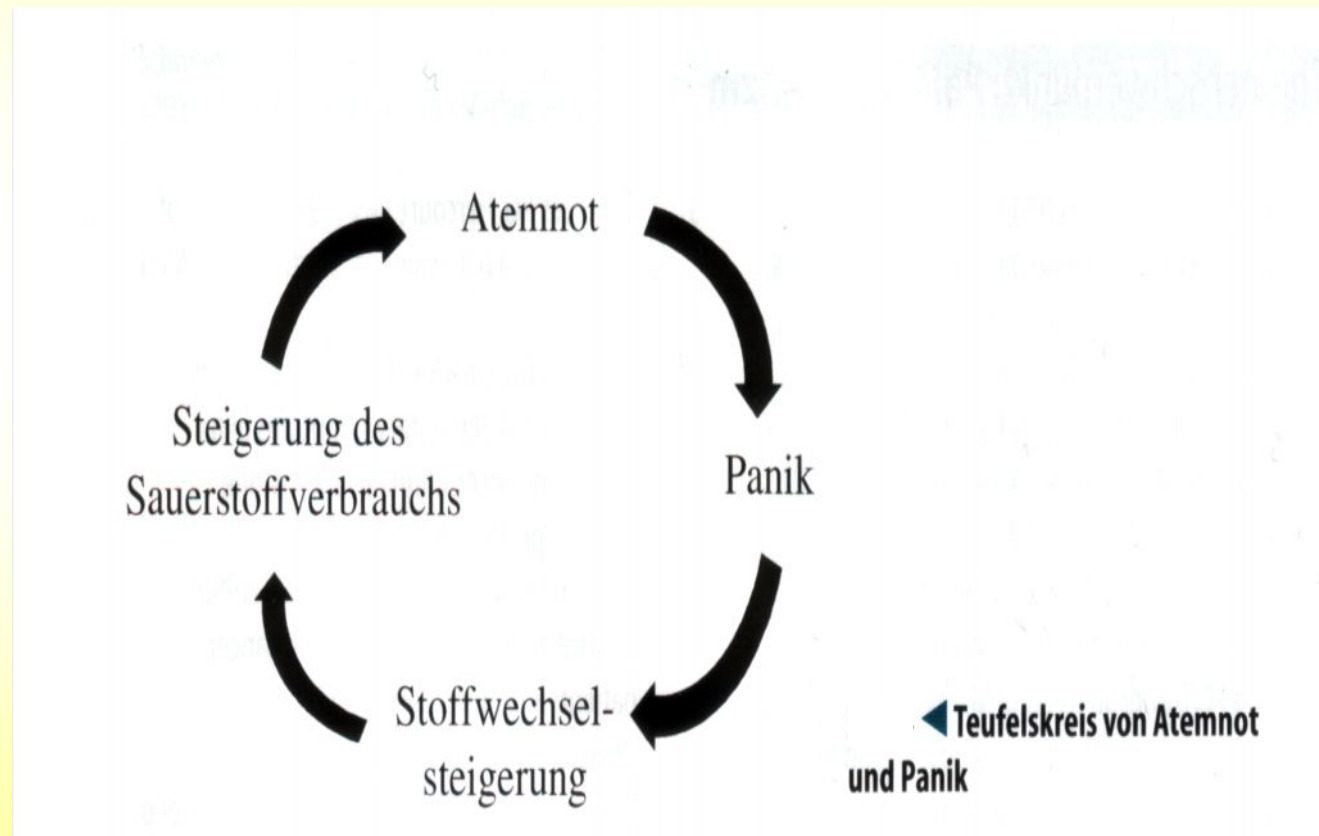 Atemnot
Panik
Stoffwechsel-
steigerung
Steigerung des
Sauerstoffverbrauchs
Teufelskreis von Atemnot
und Panik